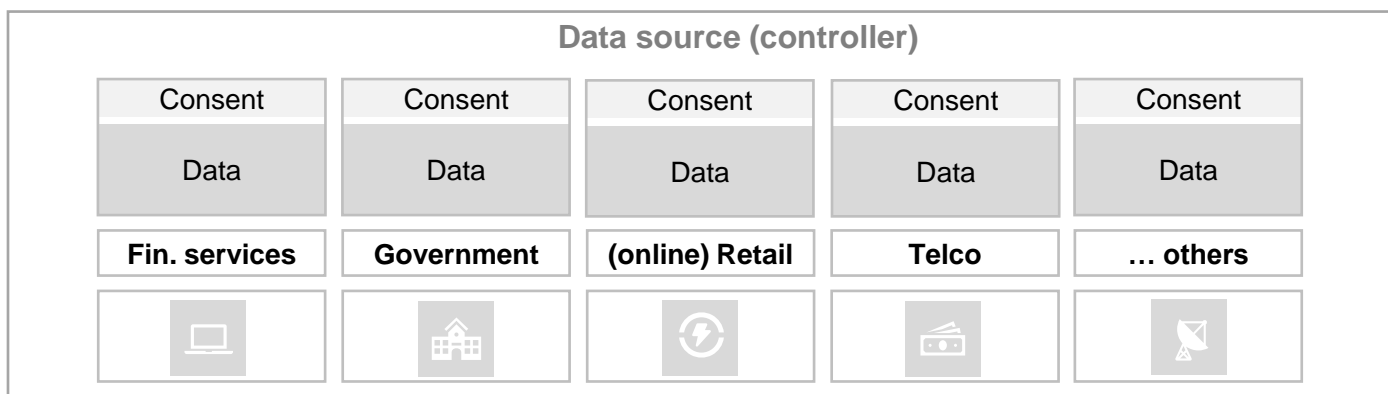 Data source (controller)
Consent Consent Consent Consent Consent
Data Data Data Data Data
Fin. services Government (online) Retail Telco … others